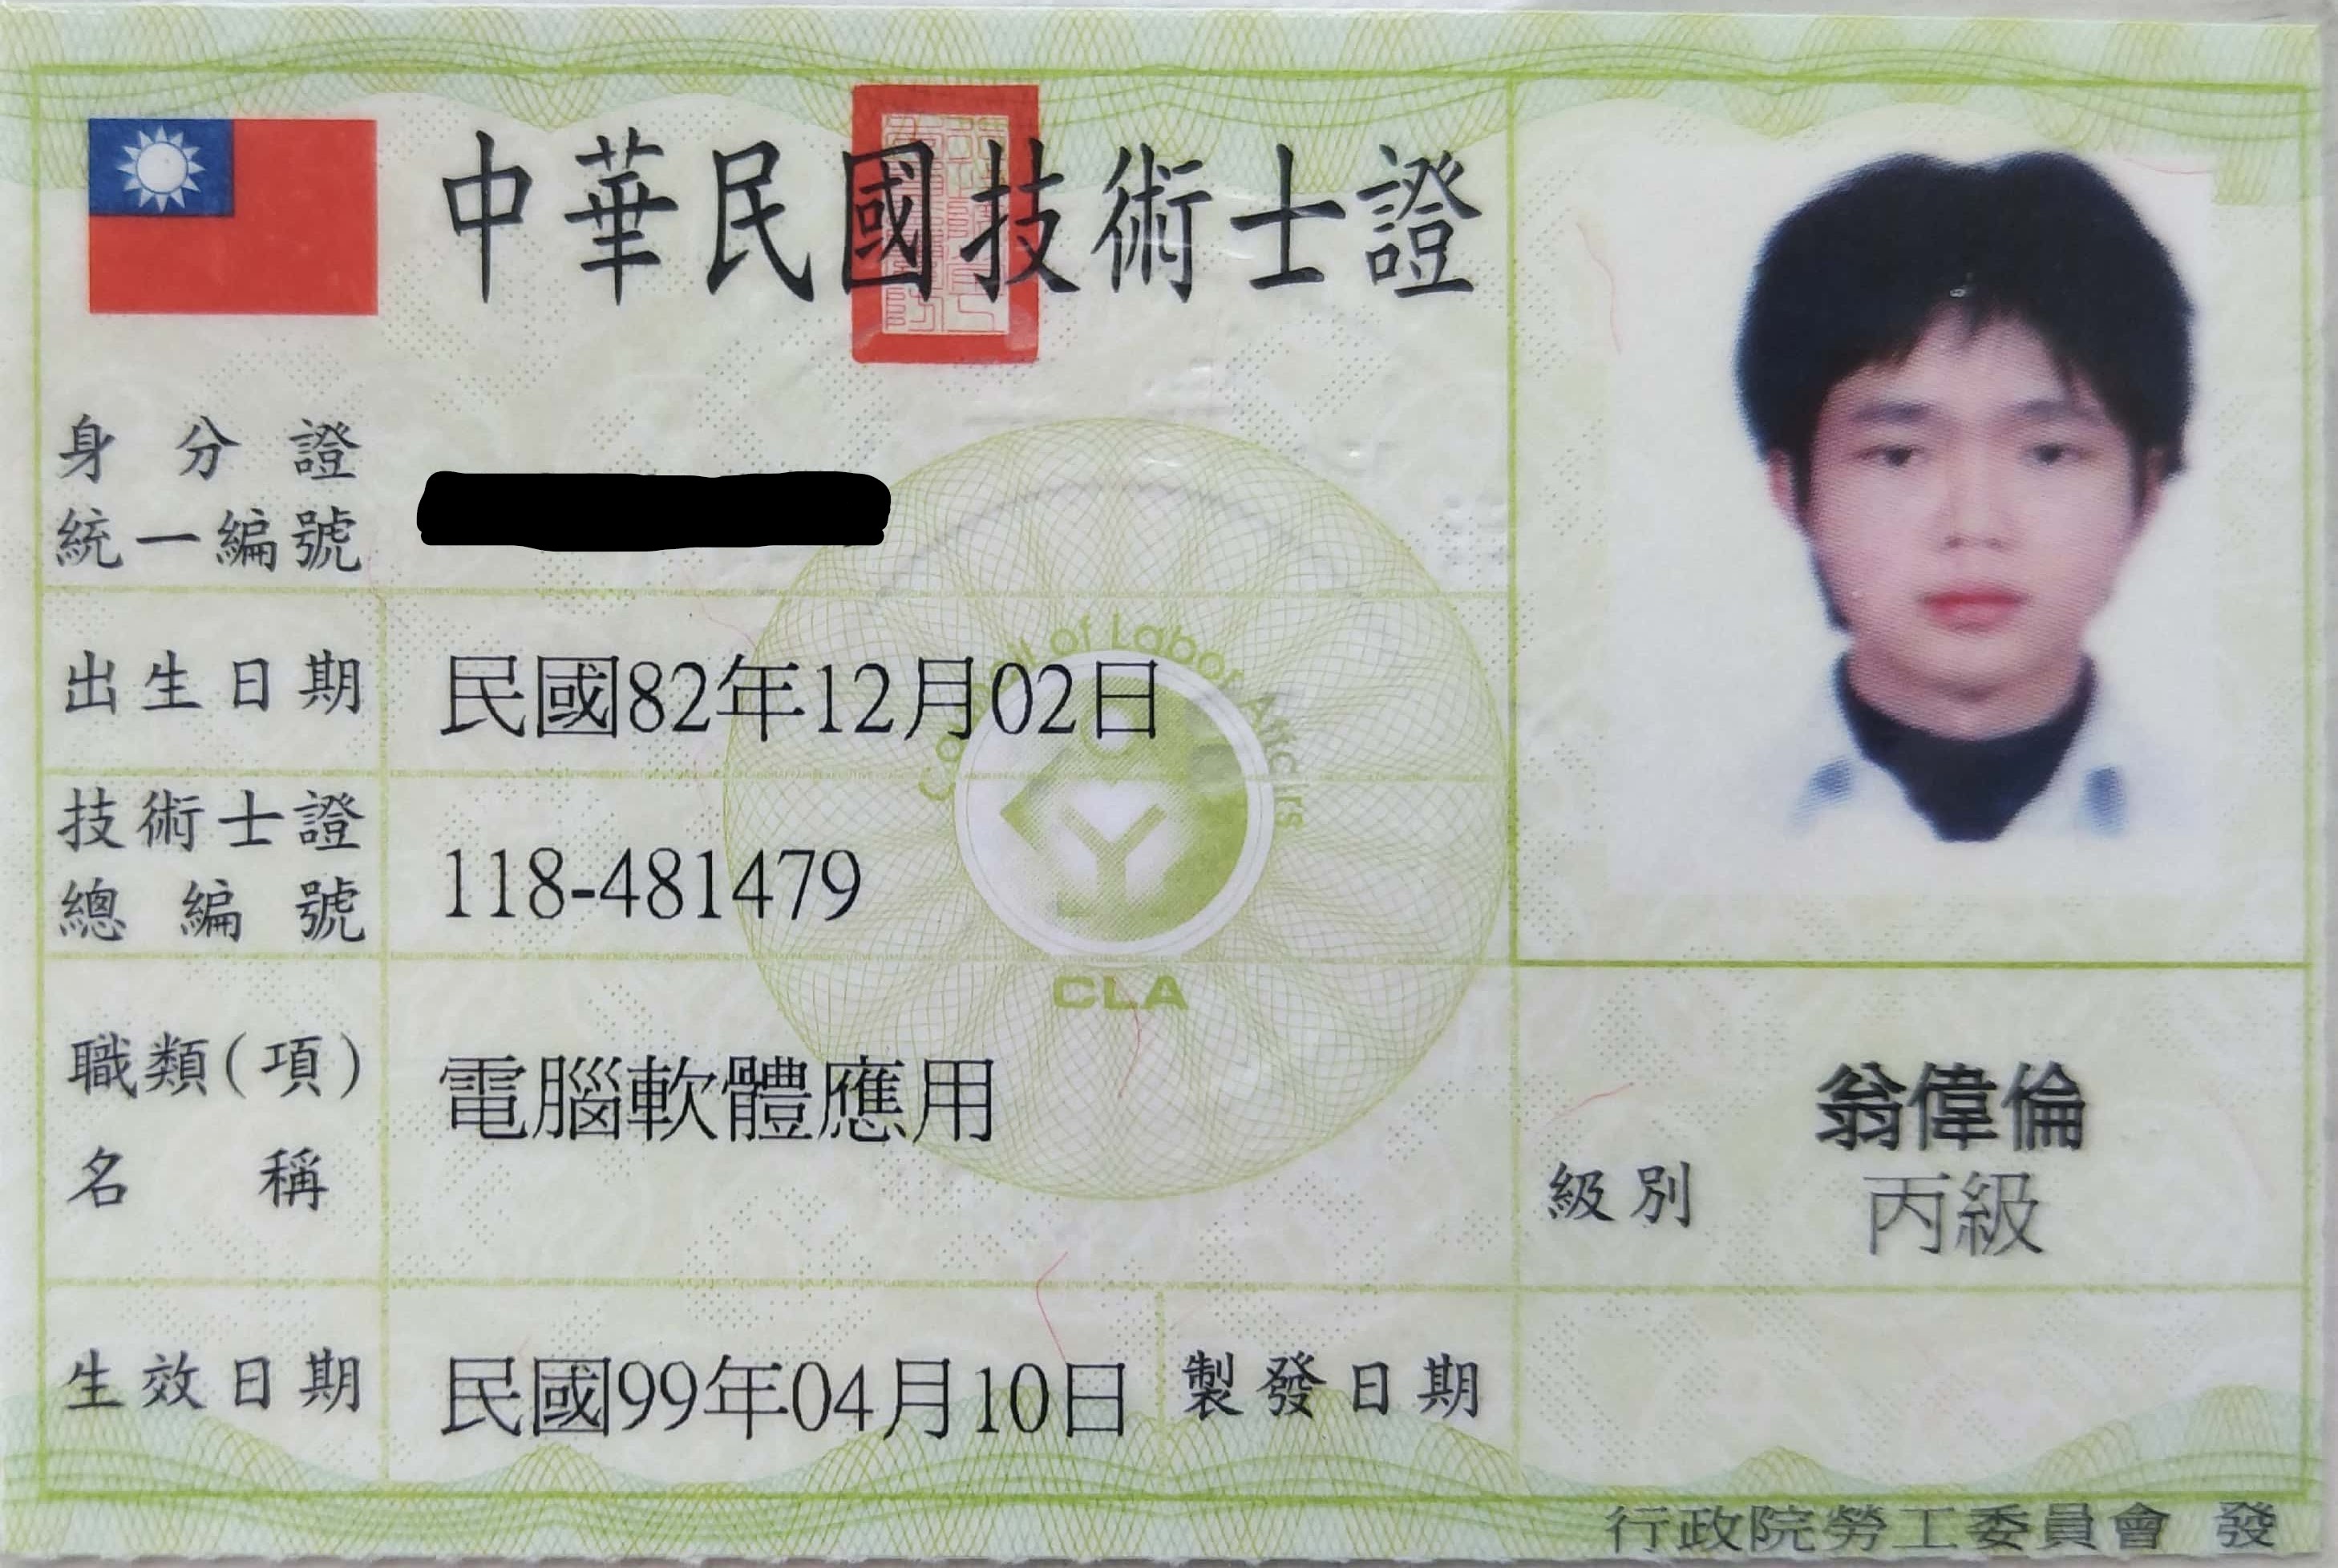 中華民國技術士證
身分證
統一編號
出生日期 民國82年12月02日
技術士證
總編號 118-481479
職類(項)
名稱 電腦軟體應用
翁偉倫
級別 丙級
生效日期 民國99年04月10日 製發日期
Council of Labor Affairs
CLA
行政院勞工委員會 發